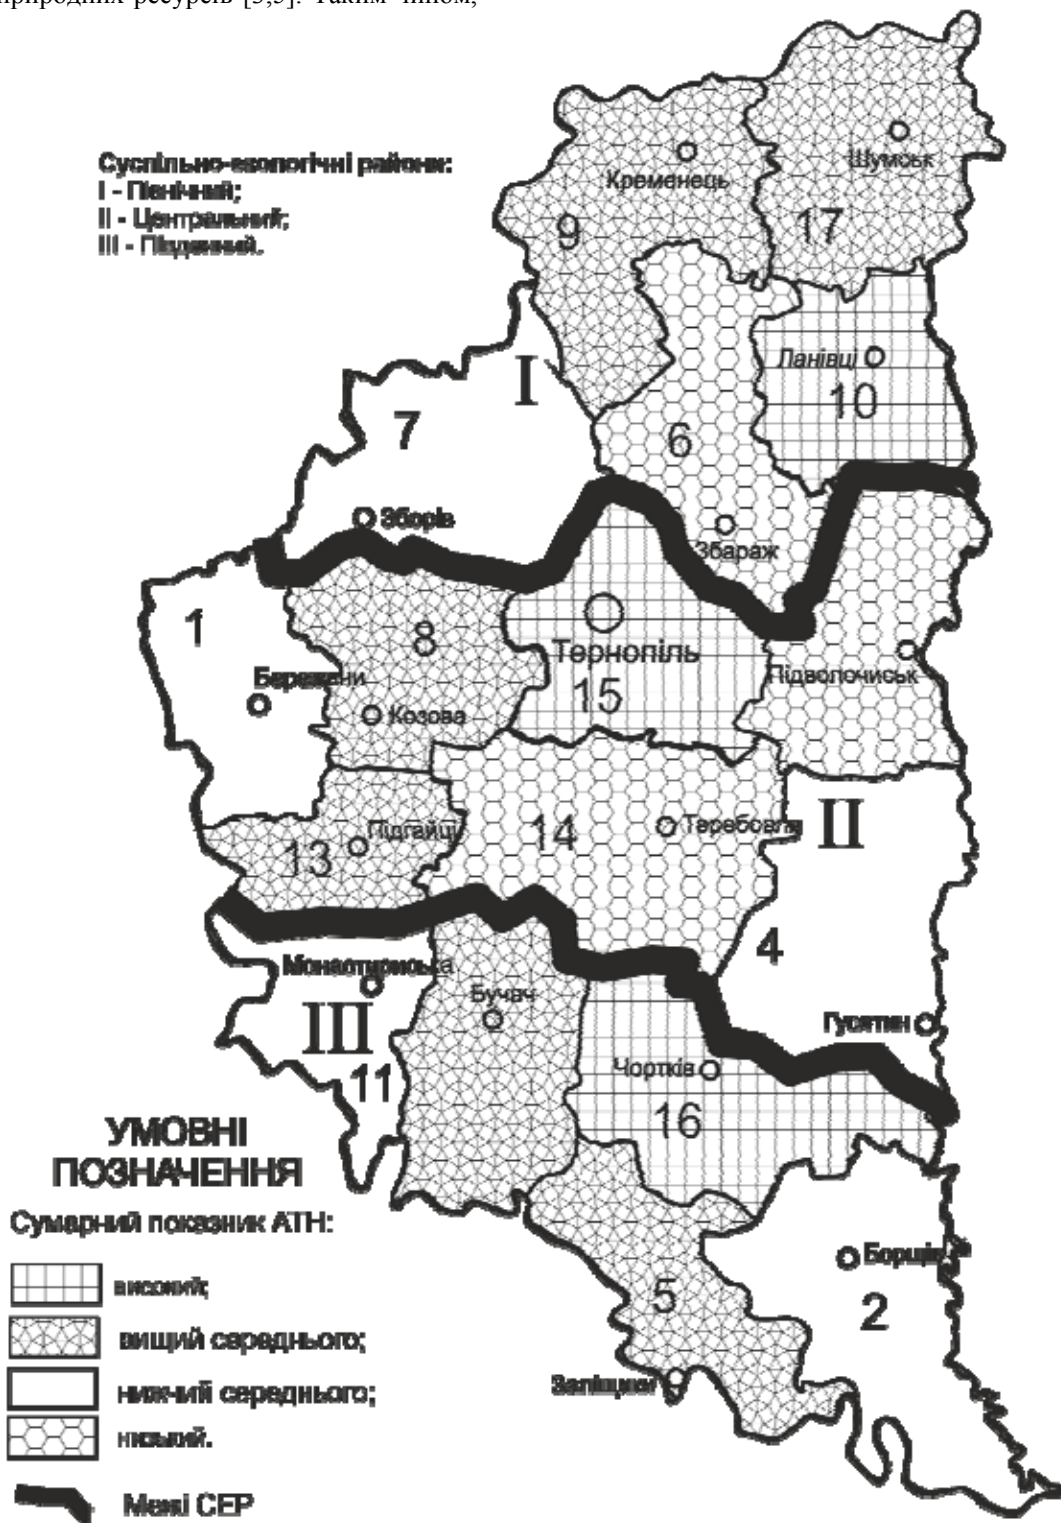 природних ресурсів [3,5]. Таким чином,
Суспільно-екологічні райони:
I - Північний;
II - Центральний;
III - Південний.
Шумськ
Кременець
17
9
Ланівці
10
I
7
6
Зборів
Збараж
1
8
Тернопіль
15
Підволочиськ
Бережани
Козова
II
Підгайці
13
14
Теребовля
4
Монастириська
Бучач
III
11
Гусятин
Чортків
16
УМОВНІ
ПОЗНАЧЕННЯ
Сумарний показник АТН:
високий;
вищий середнього;
нижчий середнього;
низький.
Межі СЕР
Борщів
2
5
Заліщики